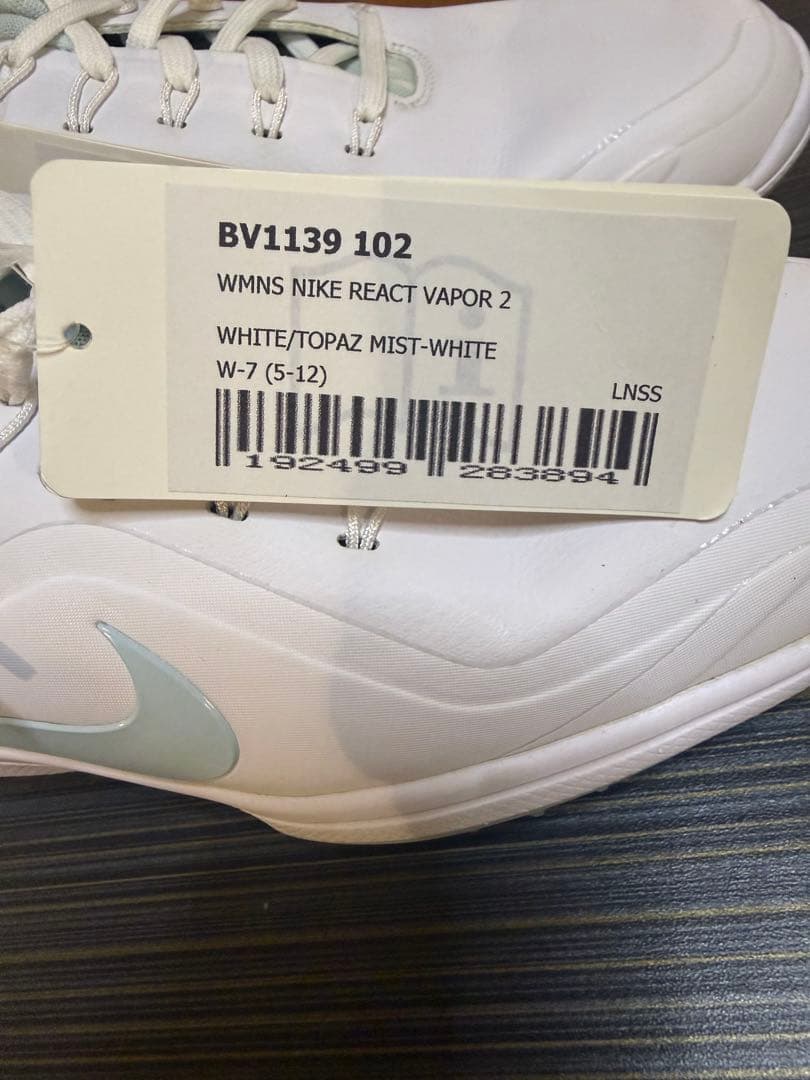 BV1139 102
WMNS NIKE REACT VAPOR 2
WHITE/TOPAZ MIST-WHITE
W-7 (5-12)
LNSS
192499 283894